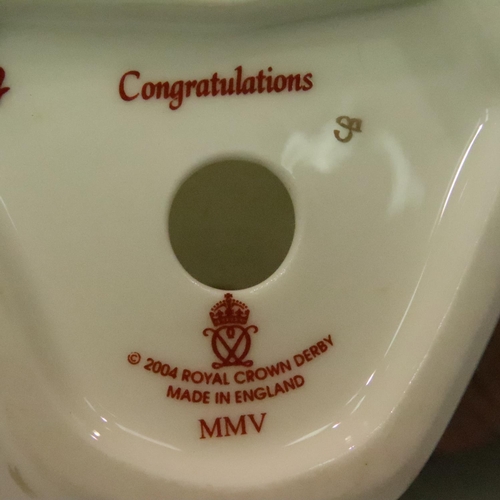 Congratulations
© 2004 ROYAL CROWN DERBY
MADE IN ENGLAND
MMV